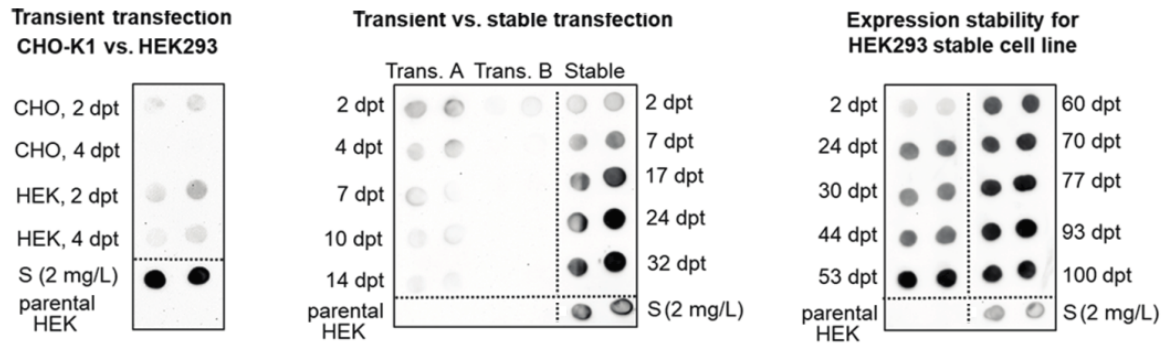 Transient transfection
CHO-K1 vs. HEK293
CHO, 2 dpt
CHO, 4 dpt
HEK, 2 dpt
HEK, 4 dpt
S (2 mg/L)
parental
HEK
Transient vs. stable transfection
Trans. A Trans. B Stable
2 dpt 2 dpt
4 dpt 7 dpt
7 dpt 17 dpt
10 dpt 24 dpt
14 dpt 32 dpt
parental S (2 mg/L)
HEK
Expression stability for
HEK293 stable cell line
2 dpt 60 dpt
24 dpt 70 dpt
30 dpt 77 dpt
44 dpt 93 dpt
53 dpt 100 dpt
parental S (2 mg/L)
HEK